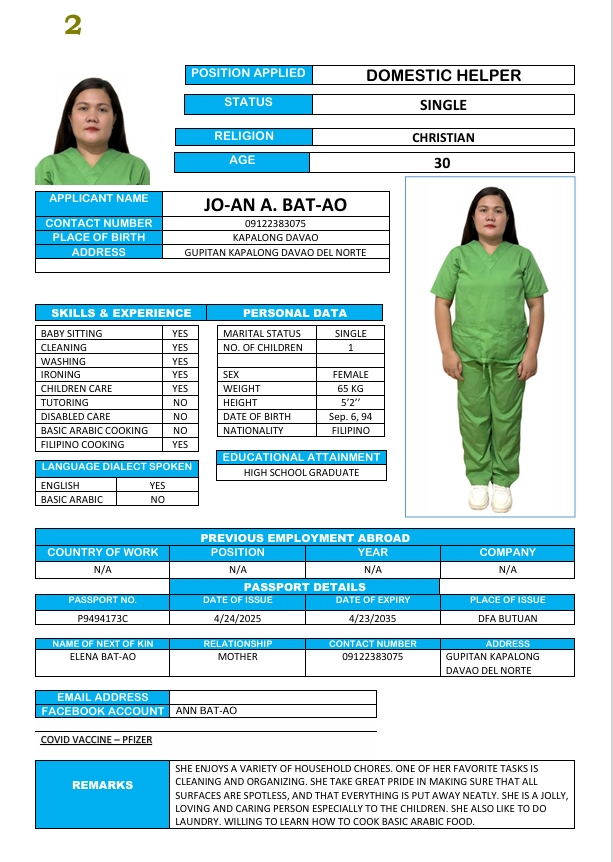 2
POSITION APPLIED DOMESTIC HELPER
STATUS SINGLE
RELIGION CHRISTIAN
AGE 30
APPLICANT NAME JO-AN A. BAT-AO
CONTACT NUMBER 09122383075
PLACE OF BIRTH KAPALONG DAVAO
ADDRESS GUPITAN KAPALONG DAVAO DEL NORTE
SKILLS & EXPERIENCE PERSONAL DATA
BABY SITTING YES MARITAL STATUS SINGLE
CLEANING YES NO. OF CHILDREN 1
WASHING YES
IRONING YES SEX FEMALE
CHILDREN CARE YES WEIGHT 65 KG
TUTORING NO HEIGHT 5’2’’
DISABLED CARE NO DATE OF BIRTH Sep. 6, 94
BASIC ARABIC COOKING NO NATIONALITY FILIPINO
FILIPINO COOKING YES
EDUCATIONAL ATTAINMENT
HIGH SCHOOL GRADUATE
LANGUAGE DIALECT SPOKEN
ENGLISH YES
BASIC ARABIC NO
PREVIOUS EMPLOYMENT ABROAD
COUNTRY OF WORK POSITION YEAR COMPANY
N/A N/A N/A N/A
PASSPORT DETAILS
PASSPORT NO. DATE OF ISSUE DATE OF EXPIRY PLACE OF ISSUE
P9494173C 4/24/2025 4/23/2035 DFA BUTUAN
NAME OF NEXT OF KIN RELATIONSHIP CONTACT NUMBER ADDRESS
ELENA BAT-AO MOTHER 09122383075 GUPITAN KAPALONG
DAVAO DEL NORTE
EMAIL ADDRESS
FACEBOOK ACCOUNT ANN BAT-AO
COVID VACCINE – PFIZER
REMARKS
SHE ENJOYS A VARIETY OF HOUSEHOLD CHORES. ONE OF HER FAVORITE TASKS IS
CLEANING AND ORGANIZING. SHE TAKE GREAT PRIDE IN MAKING SURE THAT ALL
SURFACES ARE SPOTLESS, AND THAT EVERYTHING IS PUT AWAY NEATLY. SHE IS A JOLLY,
LOVING AND CARING PERSON ESPECIALLY TO THE CHILDREN. SHE ALSO LIKE TO DO
LAUNDRY. WILLING TO LEARN HOW TO COOK BASIC ARABIC FOOD.